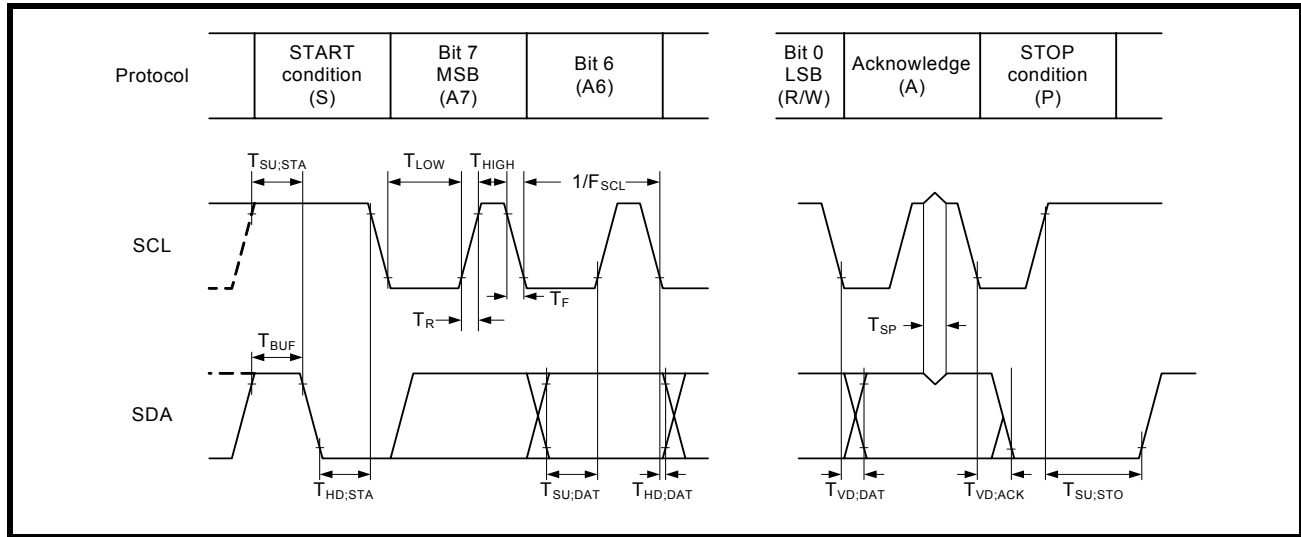 Protocol
START
condition
(S)
Bit 7
MSB
(A7)
Bit 6
(A6)
Bit 0
LSB
(R/W)
Acknowledge
(A)
STOP
condition
(P)
TSU;STA
TLOW
THIGH
1/FSCL
SCL
TR
TF
TSP
TBUF
SDA
THD;STA
TSU;DAT
THD;DAT
TVD;DAT
TVD;ACK
TSU;STO